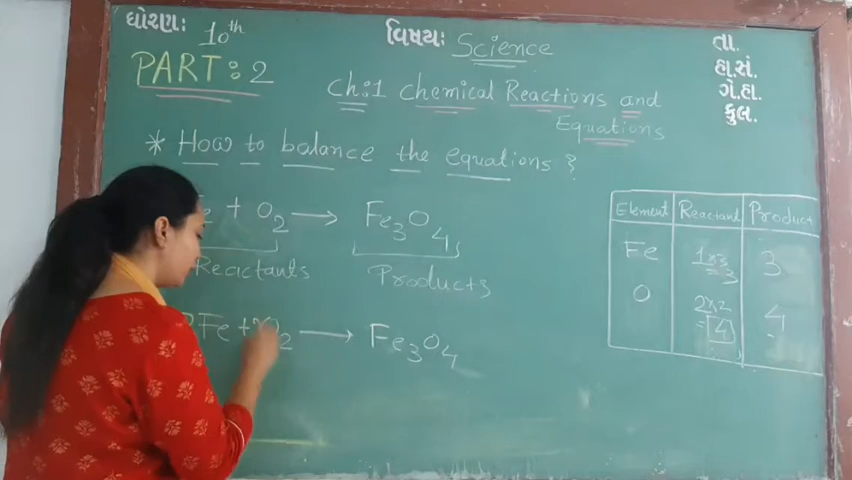 ધોરણ: 10th
વિષય: Science
તા.
હા.સં.
ગે.હા.
કુલ.
PART: 2
Ch:1 Chemical Reactions and
Equations
* How to balance the equations?
+ O2 → Fe3O4
Reactants Products
Fe + O2 → Fe3O4
Element Reactant Product
Fe 1x3 3 3
O 2x2 4
= 4